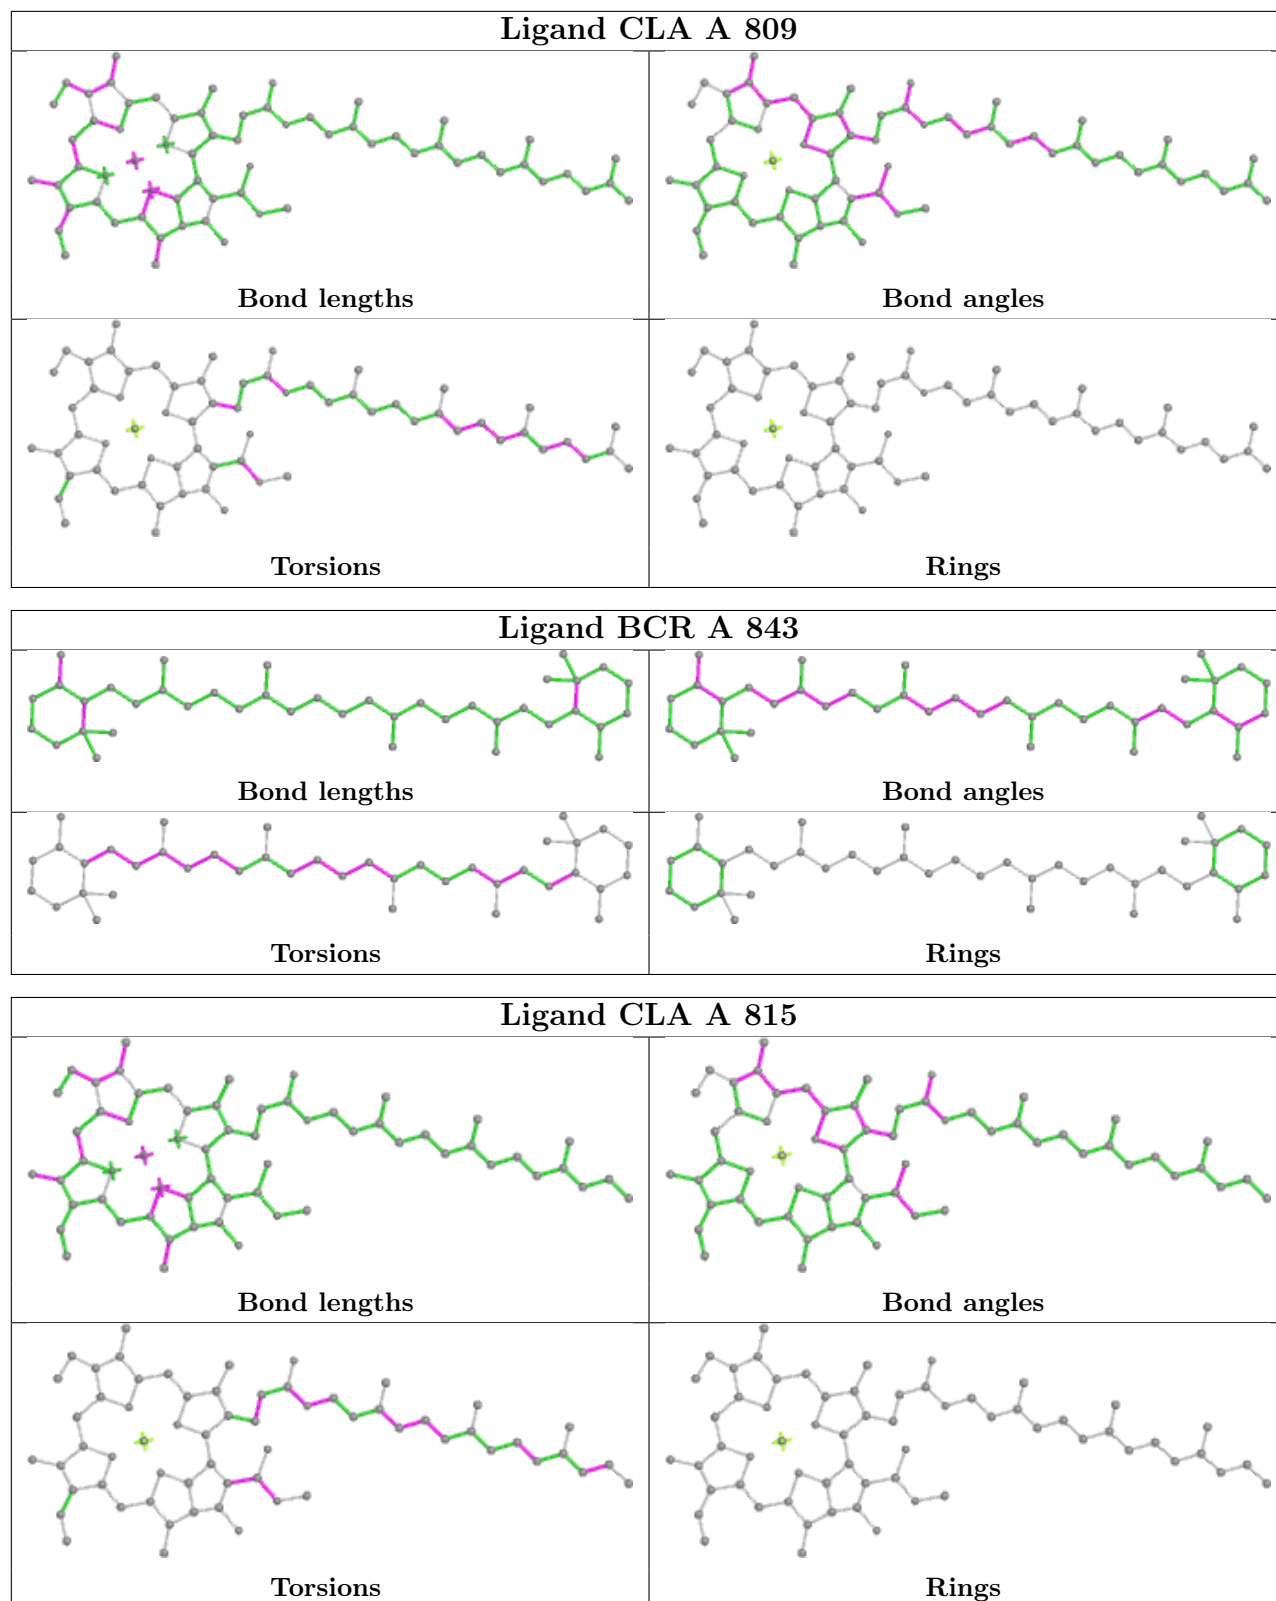 Ligand CLA A 809
Bond lengths
Bond angles
Torsions
Rings
Ligand BCR A 843
Bond lengths
Bond angles
Torsions
Rings
Ligand CLA A 815
Bond lengths
Bond angles
Torsions
Rings